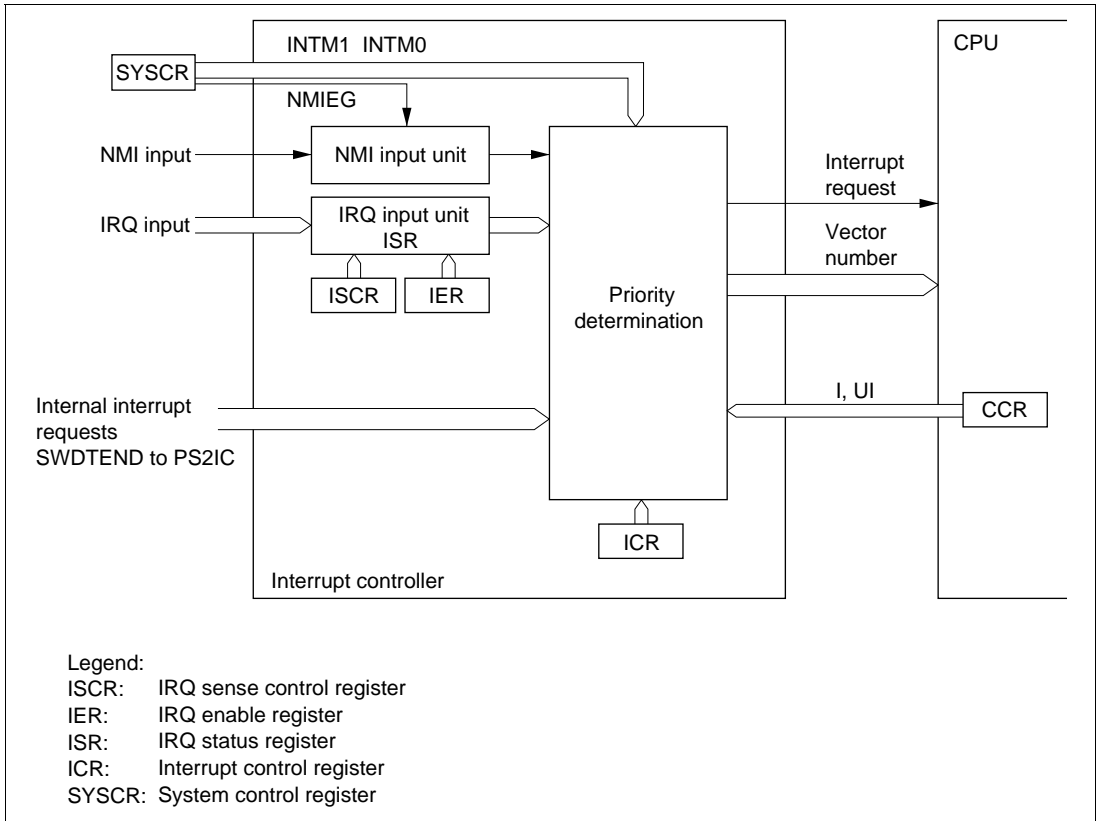 INTM1 INTM0
CPU
SYSCR
NMIEG
NMI input
NMI input unit
Interrupt
request
IRQ input
IRQ input unit
ISR
Vector
number
ISCR
IER
Priority
determination
Internal interrupt
requests
SWDTEND to PS2IC
I, UI
CCR
ICR
Interrupt controller
Legend:
ISCR: IRQ sense control register
IER: IRQ enable register
ISR: IRQ status register
ICR: Interrupt control register
SYSCR: System control register